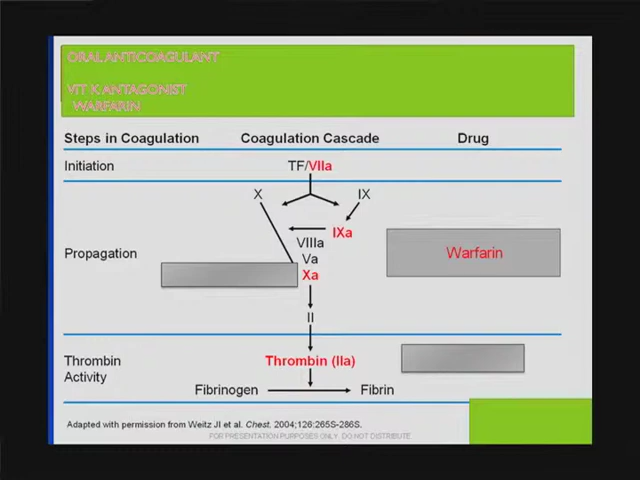 ORAL ANTICOAGULANT
VIT K ANTAGONIST
WARFARIN
Steps in Coagulation Coagulation Cascade Drug
Initiation TF/VIIa
X IX
IXa
VIIIa
Propagation Va Warfarin
Xa
II
Thrombin Activity Thrombin (IIa)
Fibrinogen Fibrin
Adapted with permission from Weitz JI et al. Chest. 2004;126:265S-286S.
FOR PRESENTATION PURPOSES ONLY, DO NOT DISTRIBUTE